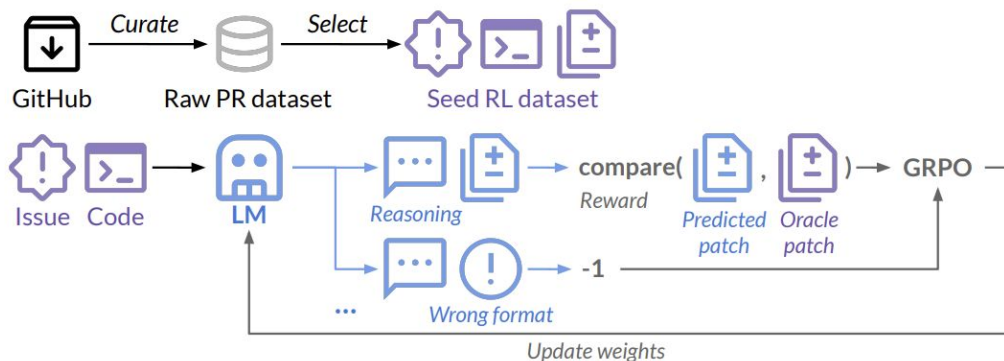 Curate
Select
GitHub
Raw PR dataset
Seed RL dataset
Issue
Code
LM
Reasoning
compare(
,
)
Reward
Predicted
patch
Oracle
patch
GRPO
...
Wrong format
-1
Update weights